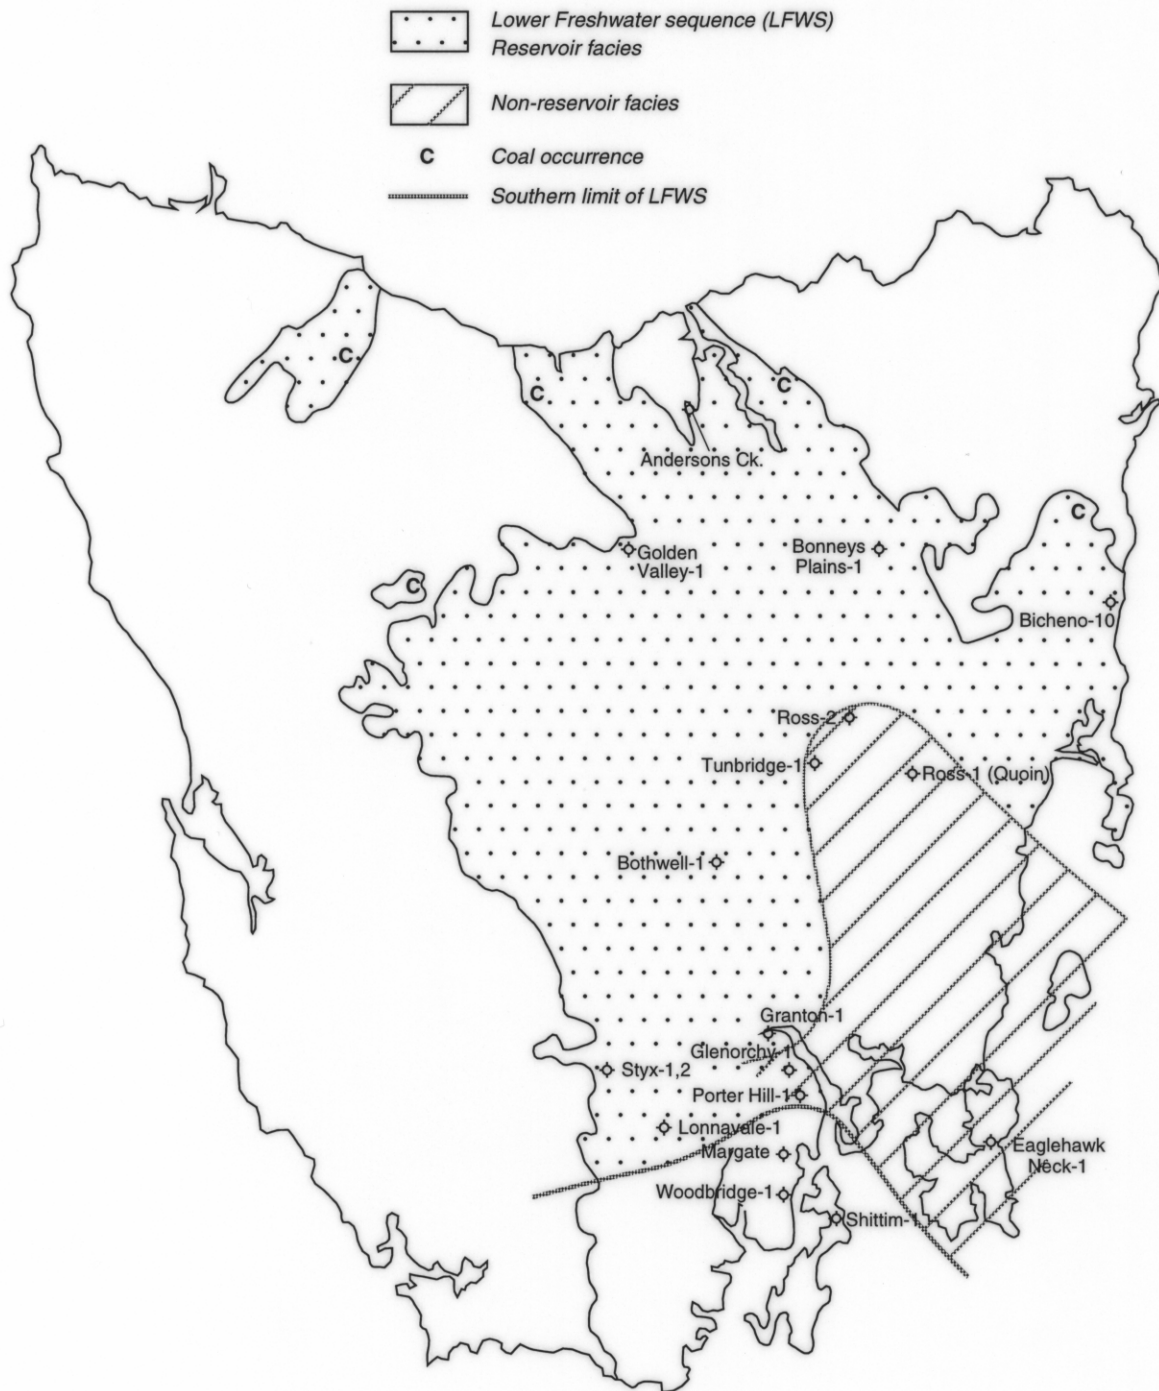 Lower Freshwater sequence (LFWS)
Reservoir facies
Non-reservoir facies
C
Coal occurrence
Southern limit of LFWS
C
C
C
Andersons Ck.
C
Golden
Valley-1
Bonneys
Plains-1
C
Bicheno-10
Ross-2
Tunbridge-1
Ross-1 (Quoin)
Bothwell-1
Granton-1
Glenorchy-1
Styx-1,2
Porter Hill-1
Lonnavale-1
Margate
Eaglehawk
Neck-1
Woodbridge-1
Shittim-1